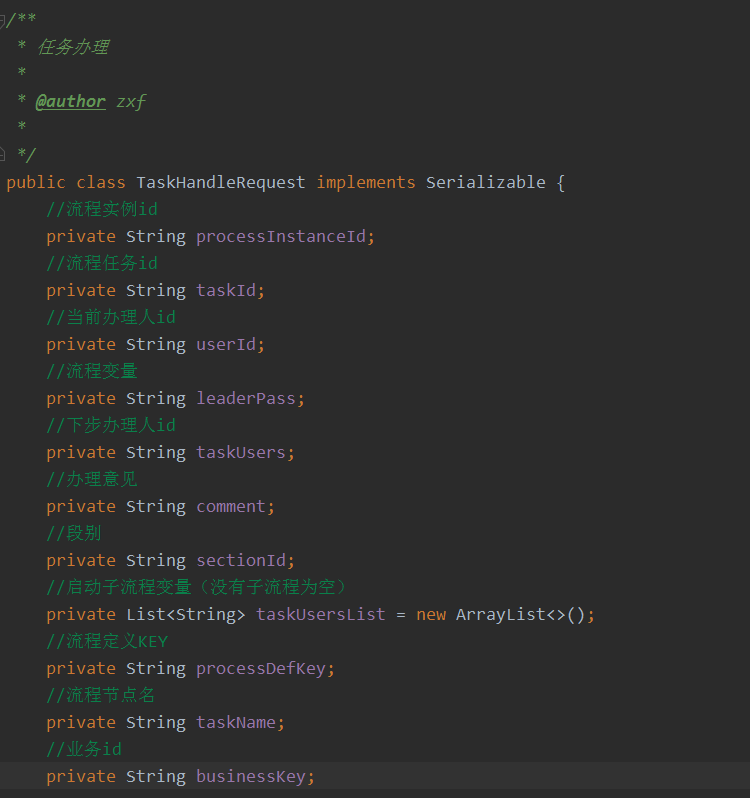 /**
 * 任务办理
 *
 * @author zxf
 *
 */
public class TaskHandleRequest implements Serializable {
    //流程实例id
    private String processInstanceId;
    //流程任务id
    private String taskId;
    //当前办理人id
    private String userId;
    //流程变量
    private String leaderPass;
    //下步办理人id
    private String taskUsers;
    //办理意见
    private String comment;
    //段别
    private String sectionId;
    //启动子流程变量（没有子流程为空）
    private List<String> taskUsersList = new ArrayList<>();
    //流程定义KEY
    private String processDefKey;
    //流程节点名
    private String taskName;
    //业务id
    private String businessKey;